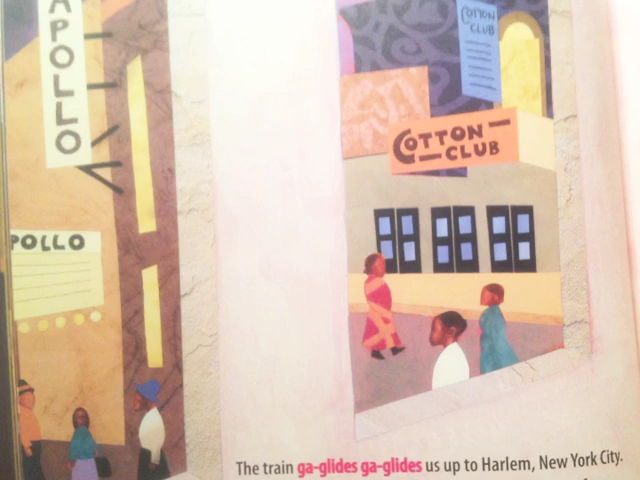 APOLLO
POLLO
COTTON
CLUB
COTTON
CLUB
The train ga-glides ga-glides us up to Harlem, New York City.